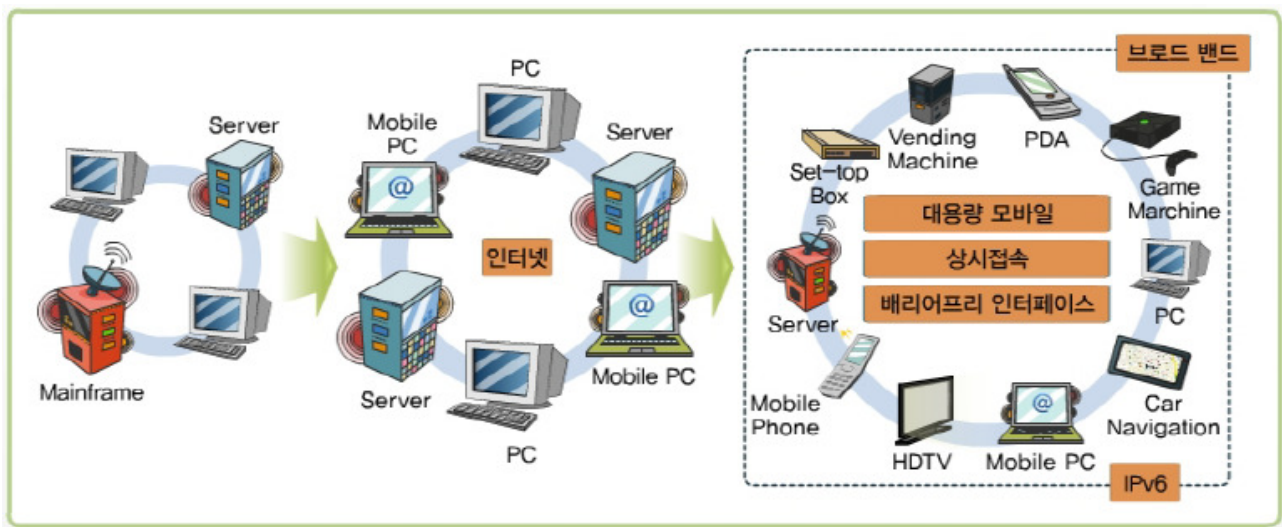 Server
Mainframe
PC
Mobile
PC
Server
인터넷
Server
Mobile PC
PC
브로드 밴드
Vending
Machine
PDA
Set-top
Box
Game
Marchine
대용량 모바일
상시접속
배리어프리 인터페이스
Server
PC
Mobile
Phone
Car
Navigation
HDTV
Mobile PC
IPv6